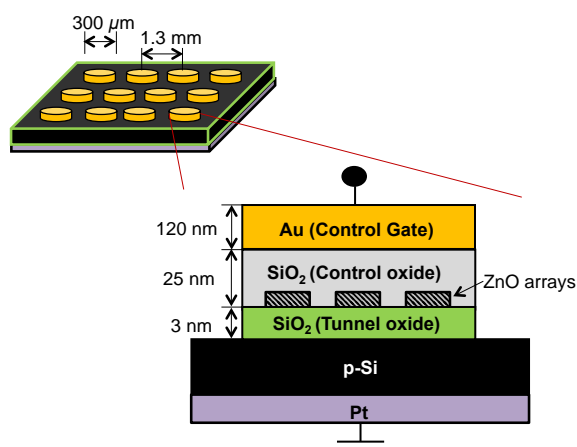 300 µm
1.3 mm
120 nm
Au (Control Gate)
25 nm
SiO₂ (Control oxide)
ZnO arrays
3 nm
SiO₂ (Tunnel oxide)
p-Si
Pt